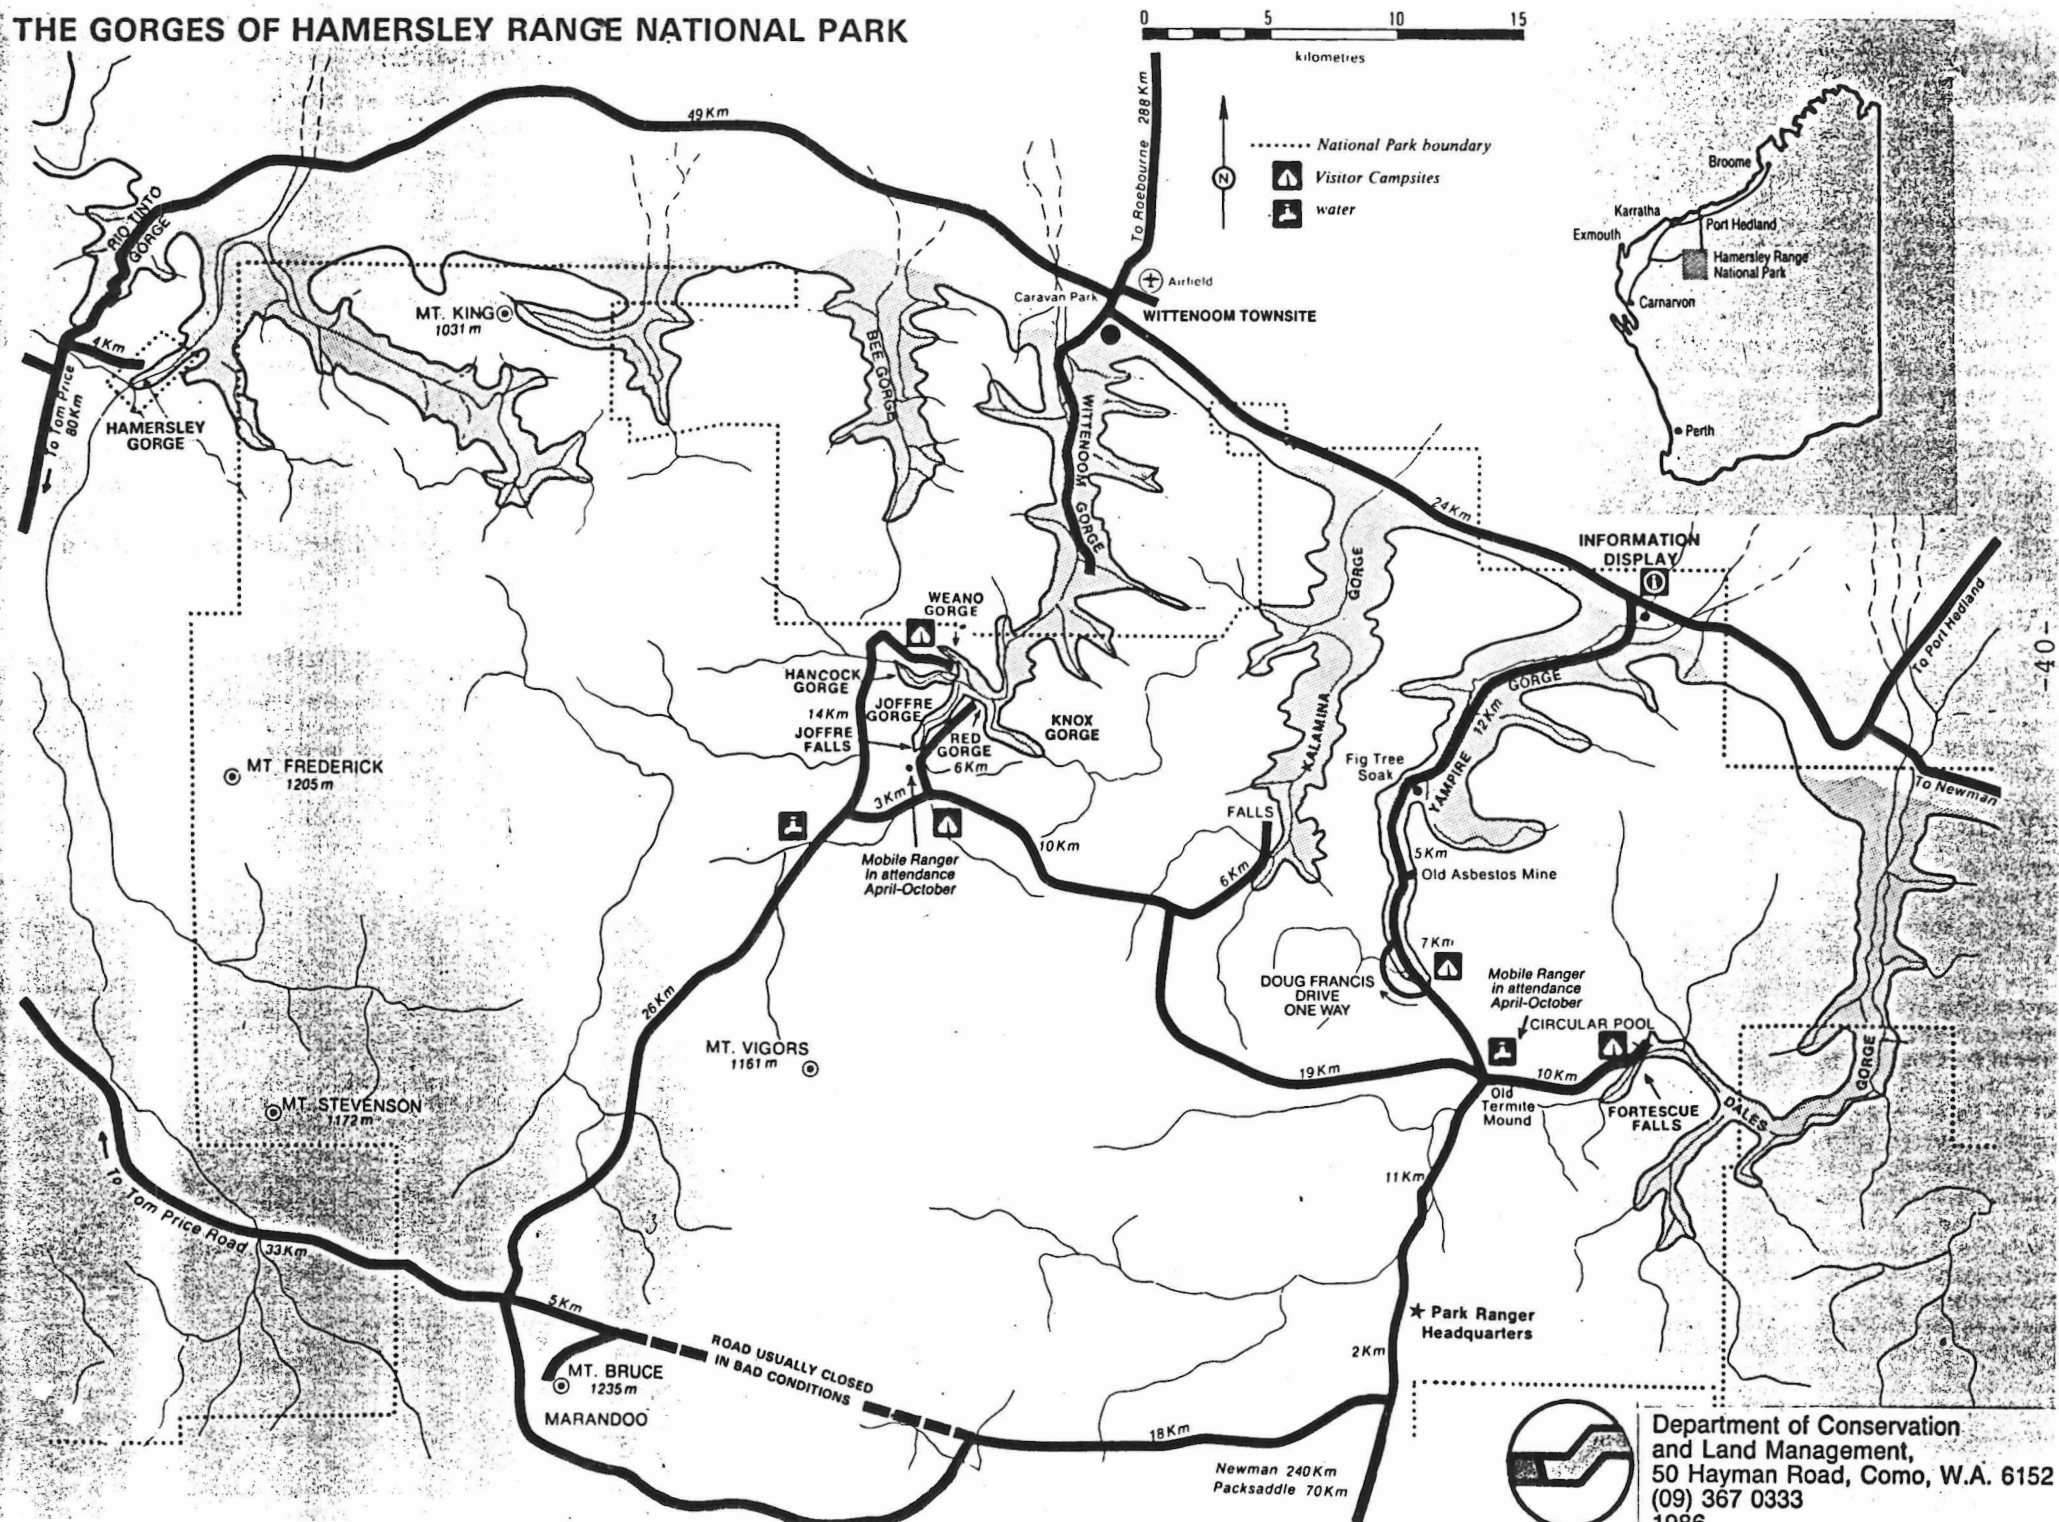 THE GORGES OF HAMERSLEY RANGE NATIONAL PARK
0 5 10 15
kilometres
N
National Park boundary
Visitor Campsites
water
To Roebourne 288Km
49Km
Broome
Karratha
Port Hedland
Exmouth
Hamersley Range
National Park
Carnarvon
Perth
RIO TINTO
GORGE
4Km
To Tom Price
80Km
HAMERSLEY
GORGE
MT. KING
1031m
BEE GORGE
Caravan Park
Airfield
WITTENOOM TOWNSITE
WITTENOOM GORGE
24Km
INFORMATION
DISPLAY
i
To Port Hedland
To Newman
-40-
WEANO
GORGE
HANCOCK
GORGE
14Km
JOFFRE
GORGE
JOFFRE
FALLS
RED
GORGE
6Km
KNOX
GORGE
3Km
Mobile Ranger
in attendance
April-October
10Km
KALAMINA GORGE
FALLS
6Km
YAMPIRE GORGE
12Km
Fig Tree
Soak
5Km
Old Asbestos Mine
7Km
DOUG FRANCIS
DRIVE
ONE WAY
Mobile Ranger
in attendance
April-October
CIRCULAR POOL
19Km
10Km
Old
Termite
Mound
FORTESCUE
FALLS
DALES GORGE
MT. FREDERICK
1205m
MT. STEVENSON
1172m
MT. VIGORS
1161m
26Km
To Tom Price Road
33Km
5Km
MT. BRUCE
1235m
MARANDOO
ROAD USUALLY CLOSED
IN BAD CONDITIONS
18Km
11Km
Park Ranger
Headquarters
2Km
Newman 240Km
Packsaddle 70Km
Department of Conservation
and Land Management,
50 Hayman Road, Como, W.A. 6152
(09) 367 0333
1986